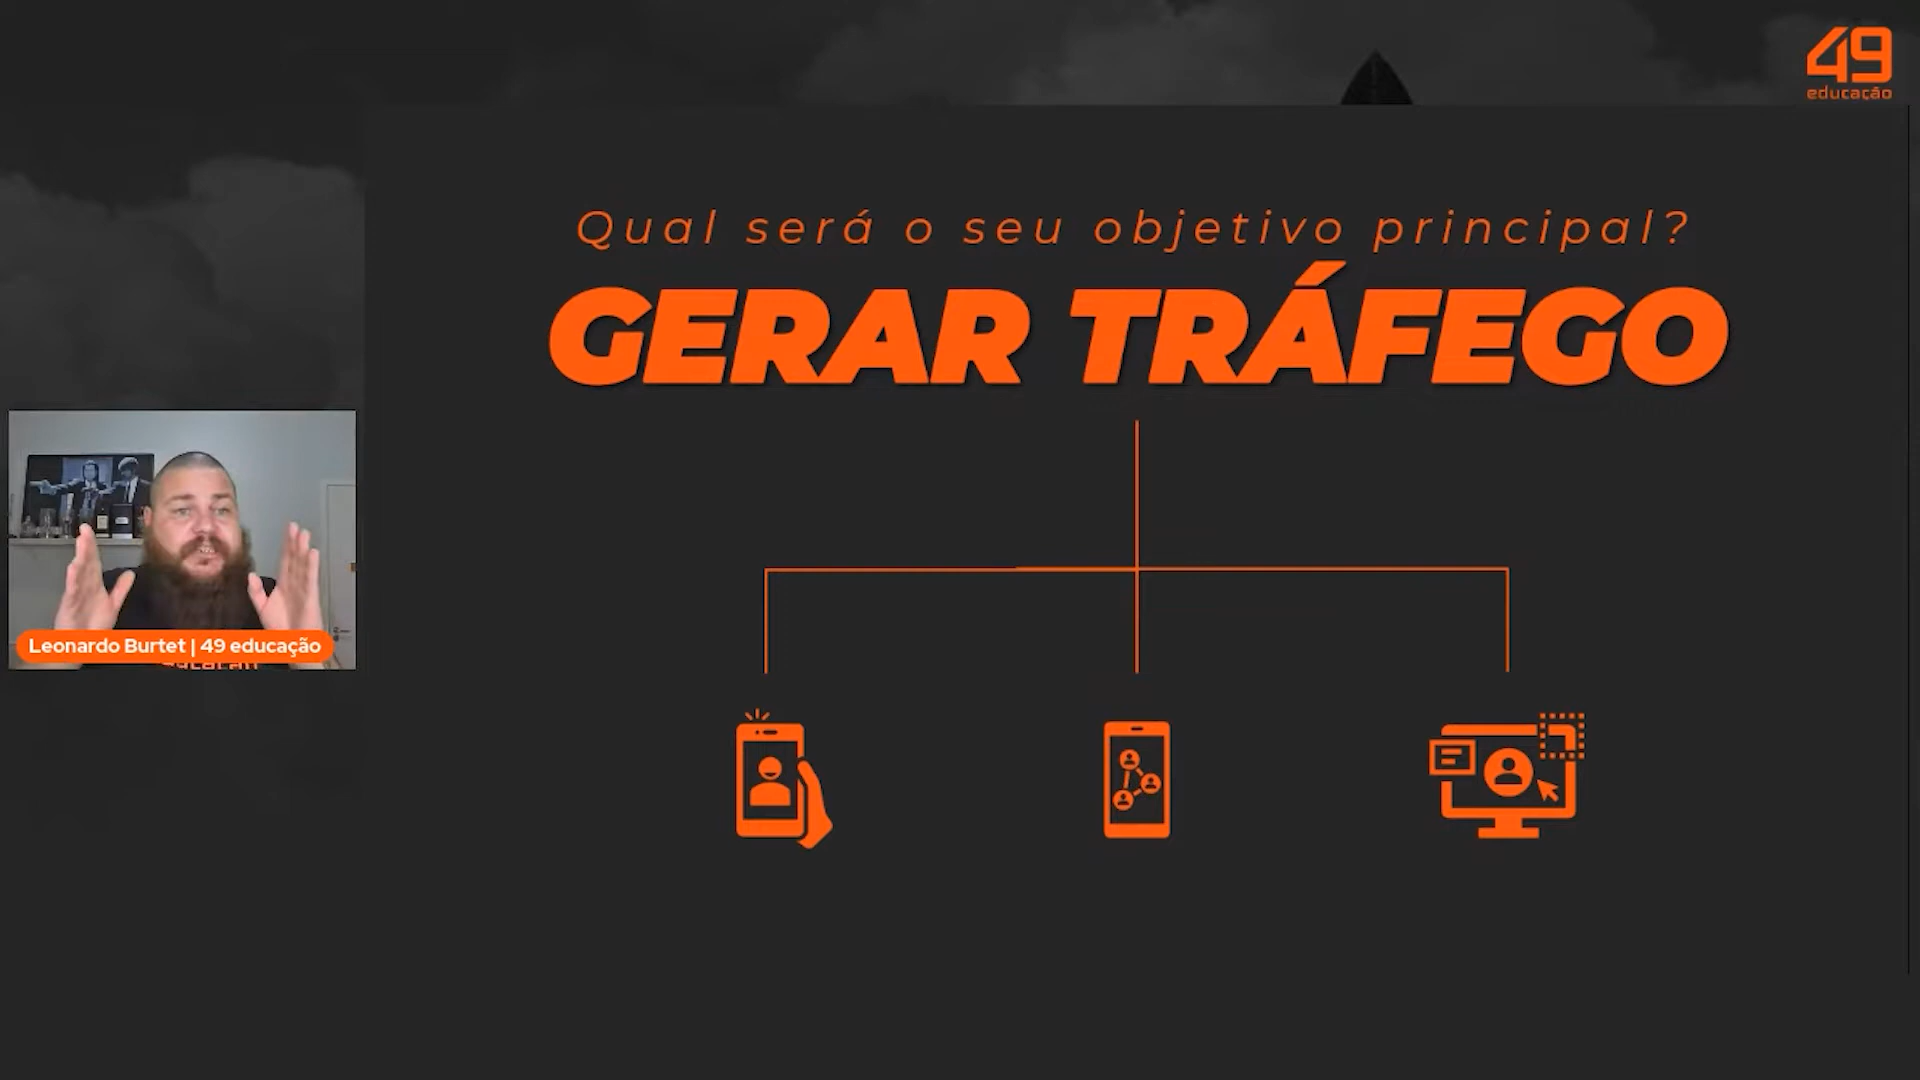 49
educação
Qual será o seu objetivo principal?
GERAR TRÁFEGO
Leonardo Burtet | 49 educação